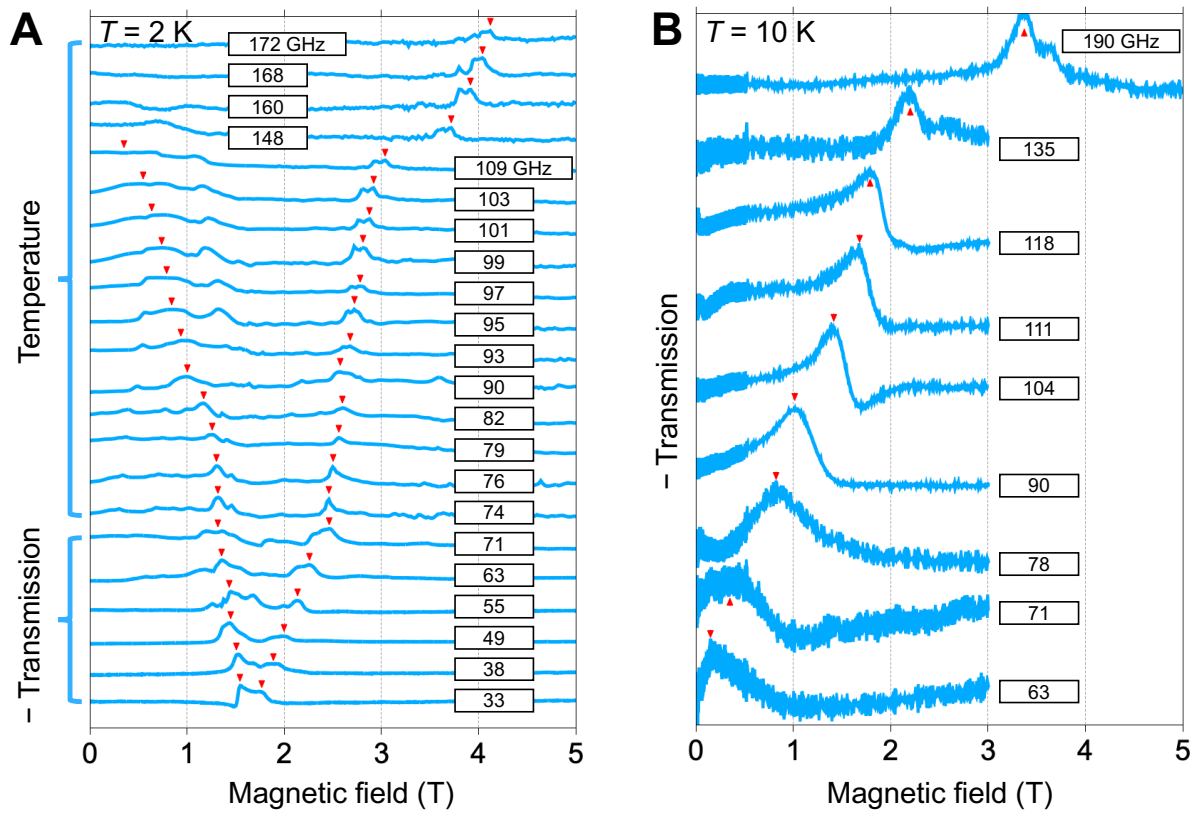 A
T = 2 K
172 GHz
168
160
148
109 GHz
103
101
99
97
95
93
90
82
79
76
74
71
63
55
49
38
33
Temperature
– Transmission
0 1 2 3 4 5
Magnetic field (T)
B
T = 10 K
190 GHz
135
118
111
104
90
78
71
63
– Transmission
0 1 2 3 4 5
Magnetic field (T)